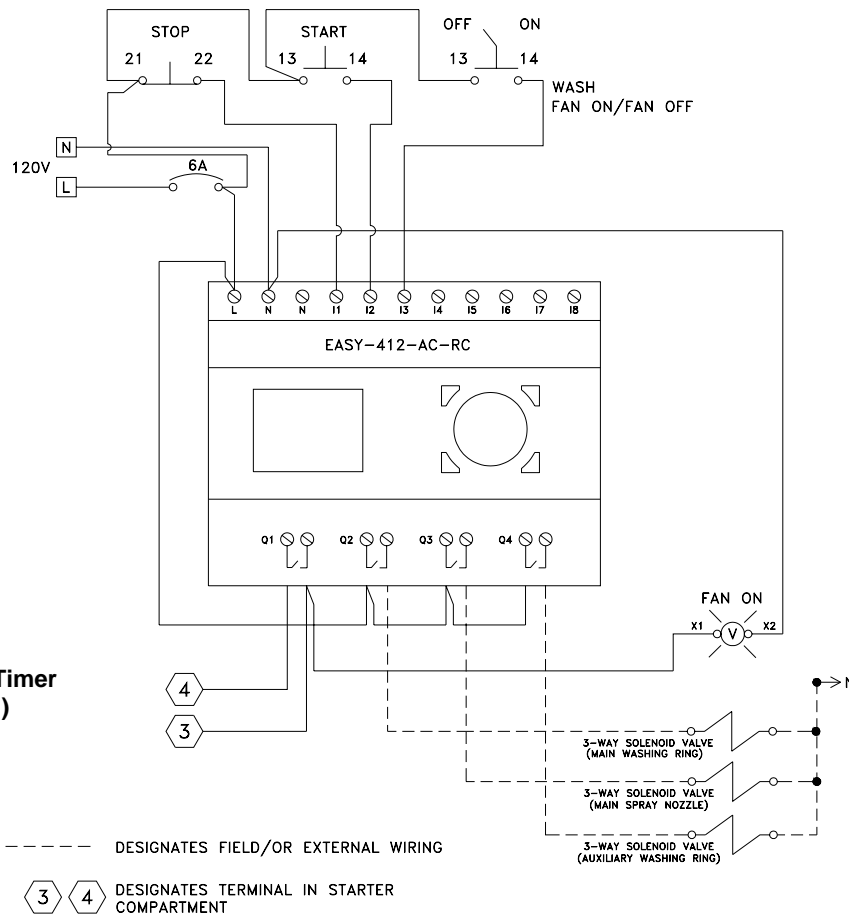 STOP
START
OFF ON
21 22
13 14
13 14
WASH
FAN ON/FAN OFF
N
120V
6A
L
L N N I1 I2 I3 I4 I5 I6 I7 I8
EASY-412-AC-RC
Q1 Q2 Q3 Q4
FAN ON
X1 V X2
Timer
)
4
3
N
3-WAY SOLENOID VALVE
(MAIN WASHING RING)
3-WAY SOLENOID VALVE
(MAIN SPRAY NOZZLE)
3-WAY SOLENOID VALVE
(AUXILIARY WASHING RING)
DESIGNATES FIELD/OR EXTERNAL WIRING
3 4 DESIGNATES TERMINAL IN STARTER
COMPARTMENT